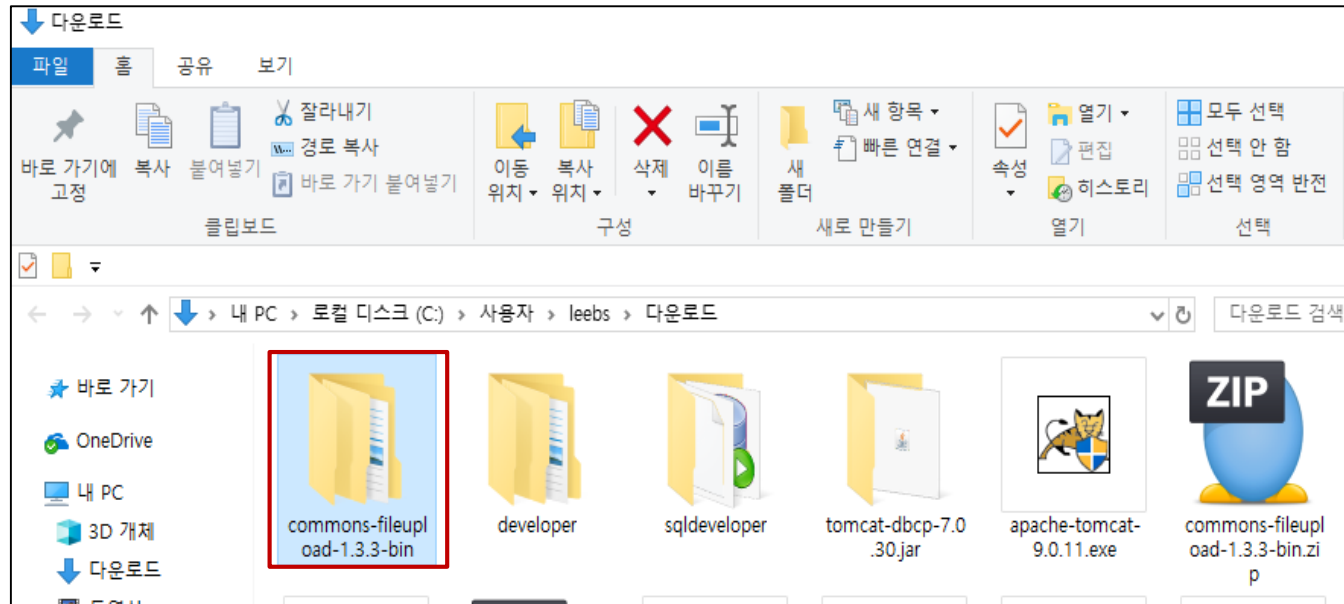 다운로드
파일 홈 공유 보기
바로 가기에
고정
복사
붙여넣기
잘라내기
경로 복사
바로 가기 붙여넣기
클립보드
이동
위치
복사
위치
삭제
이름
바꾸기
구성
새
폴더
새 항목
빠른 연결
새로 만들기
속성
열기
편집
히스토리
열기
모두 선택
선택 안 함
선택 영역 반전
선택
내 PC › 로컬 디스크 (C:) › 사용자 › leebs › 다운로드
다운로드 검색
바로 가기
OneDrive
내 PC
3D 개체
다운로드
commons-fileupl
oad-1.3.3-bin
developer
sqldeveloper
tomcat-dbcp-7.0
.30.jar
apache-tomcat-
9.0.11.exe
ZIP
commons-fileupl
oad-1.3.3-bin.zi
p